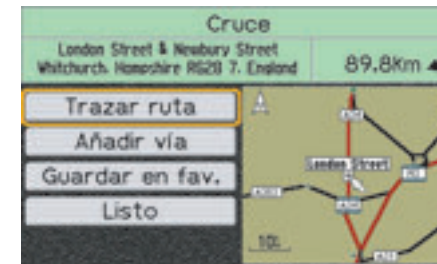 Cruce
London Street & Newbury Street
Whitchurch, Hampshire RG28 7, England
89.8km
Trazar ruta
Añadir vía
Guardar en fav.
Listo
London Street